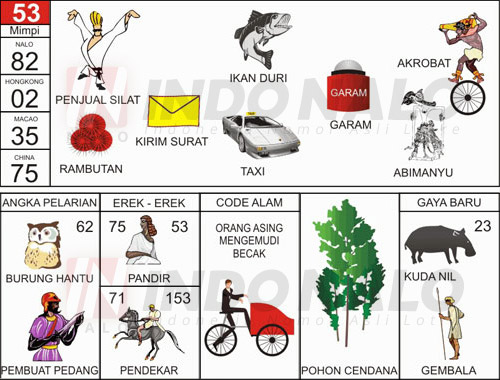 53
Mimpi
NALO
82
HONGKONG
02
MACAO
35
CHINA
75
PENJUAL SILAT
IKAN DURI
AKROBAT
GARAM
GARAM
RAMBUTAN
KIRIM SURAT
TAXI
ABIMANYU
INDONALO
ANGKA PELARIAN
EREK - EREK
CODE ALAM
GAYA BARU
62
BURUNG HANTU
75
53
PANDIR
ORANG ASING
MENGEMUDI
BECAK
23
KUDA NIL
PEMBUAT PEDANG
71
153
PENDEKAR
POHON CENDANA
GEMBALA
INDONALO